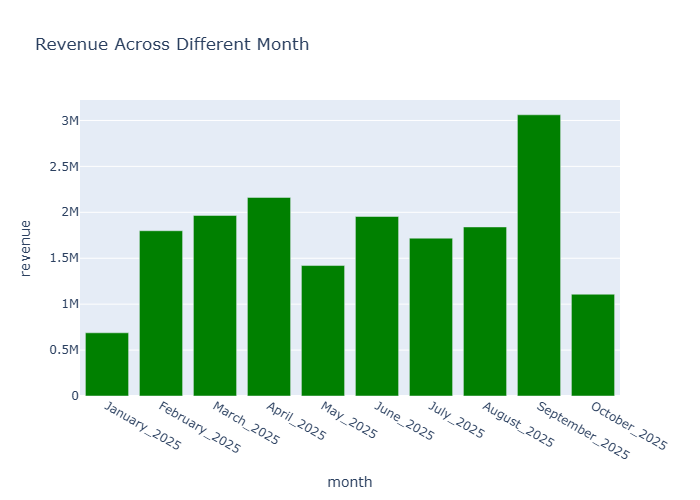 Revenue Across Different Month
revenue
3M
2.5M
2M
1.5M
1M
0.5M
0
January_2025
February_2025
March_2025
April_2025
May_2025
June_2025
July_2025
August_2025
September_2025
October_2025
month